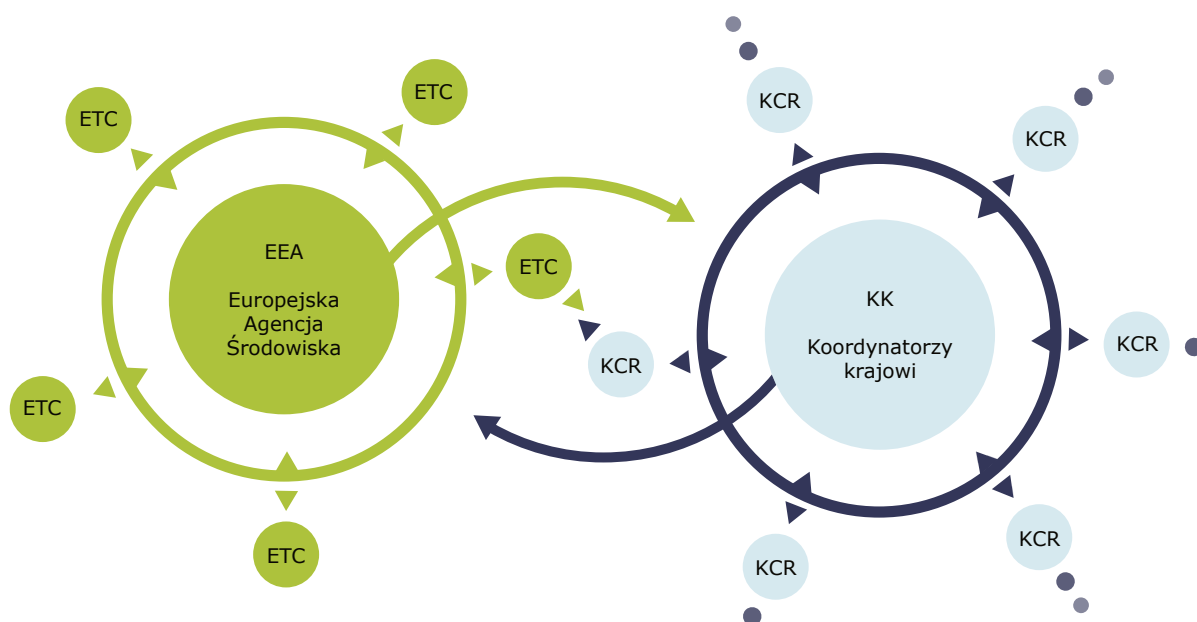 ETC
ETC
ETC
ETC
ETC
EEA
Europejska
Agencja
Środowiska
KCR
KCR
KCR
KCR
KCR
KCR
KK
Koordynatorzy
krajowi